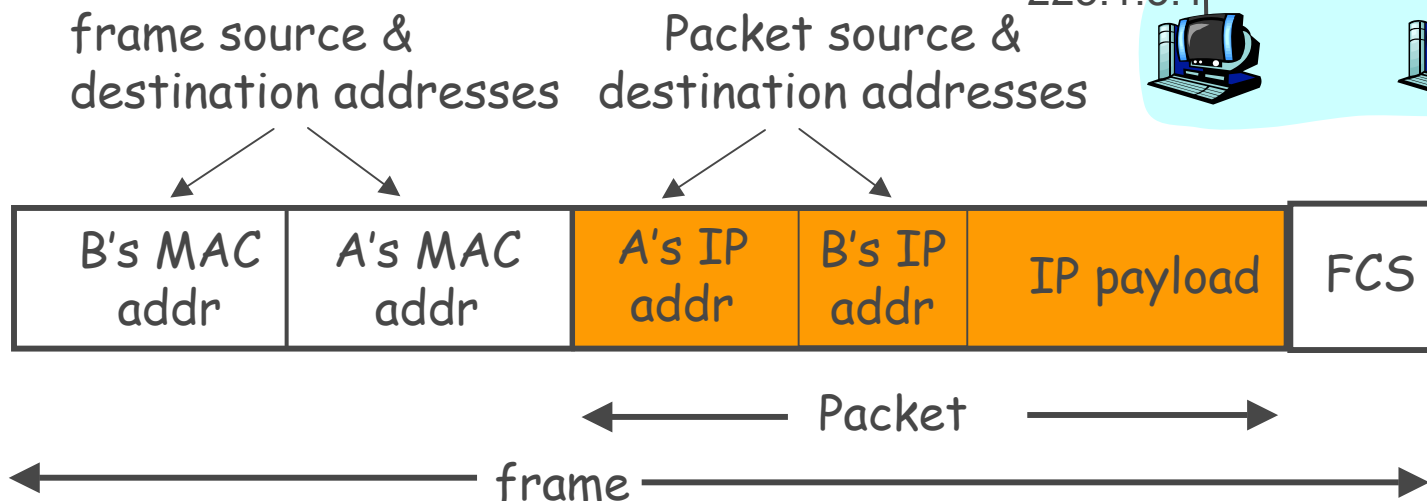 frame source &
destination addresses
Packet source &
destination addresses
B's MAC
addr
A's MAC
addr
A's IP
addr
B's IP
addr
IP payload
FCS
Packet
frame